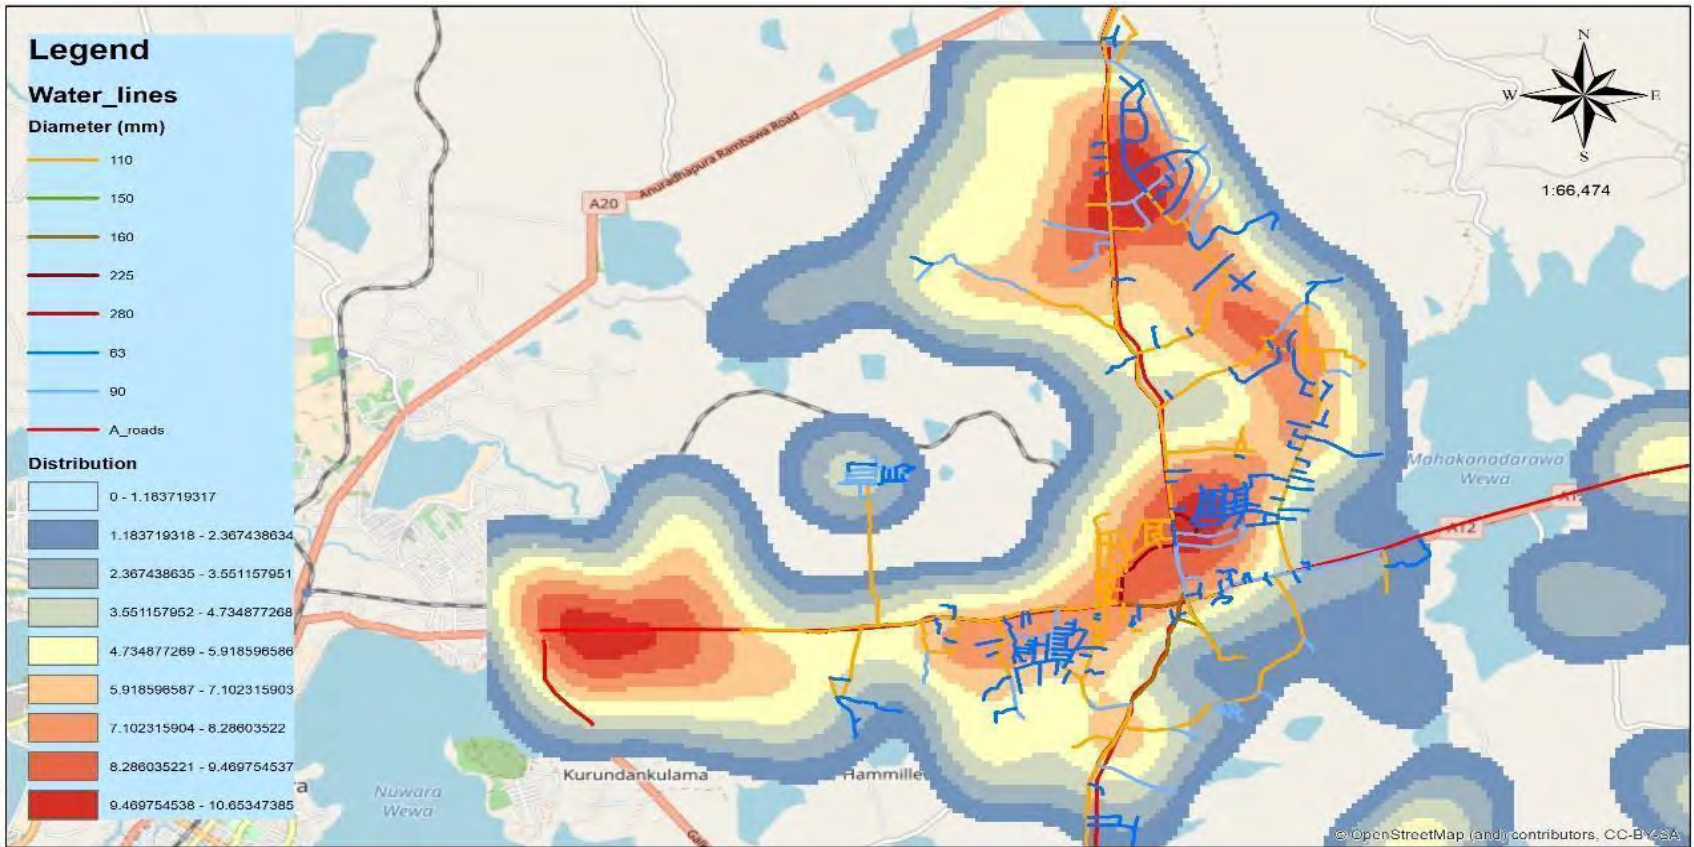 Legend
Water_lines
Diameter (mm)
110
150
160
225
280
63
90
A_roads
Distribution
0 - 1.183719317
1.183719318 - 2.367438634
2.367438635 - 3.551157951
3.551157952 - 4.734877268
4.734877269 - 5.918596586
5.918596587 - 7.102315903
7.102315904 - 8.28603522
8.286035221 - 9.469754537
9.469754538 - 10.65347385
N
W
E
S
1:66,474
Anuradhapura Rambawa Road
A20
Mahakanadarawa
Wewa
A12
Kurundankulama
Hammille
Nuwara
Wewa
ra
© OpenStreetMap (and) contributors, CC-BY-SA